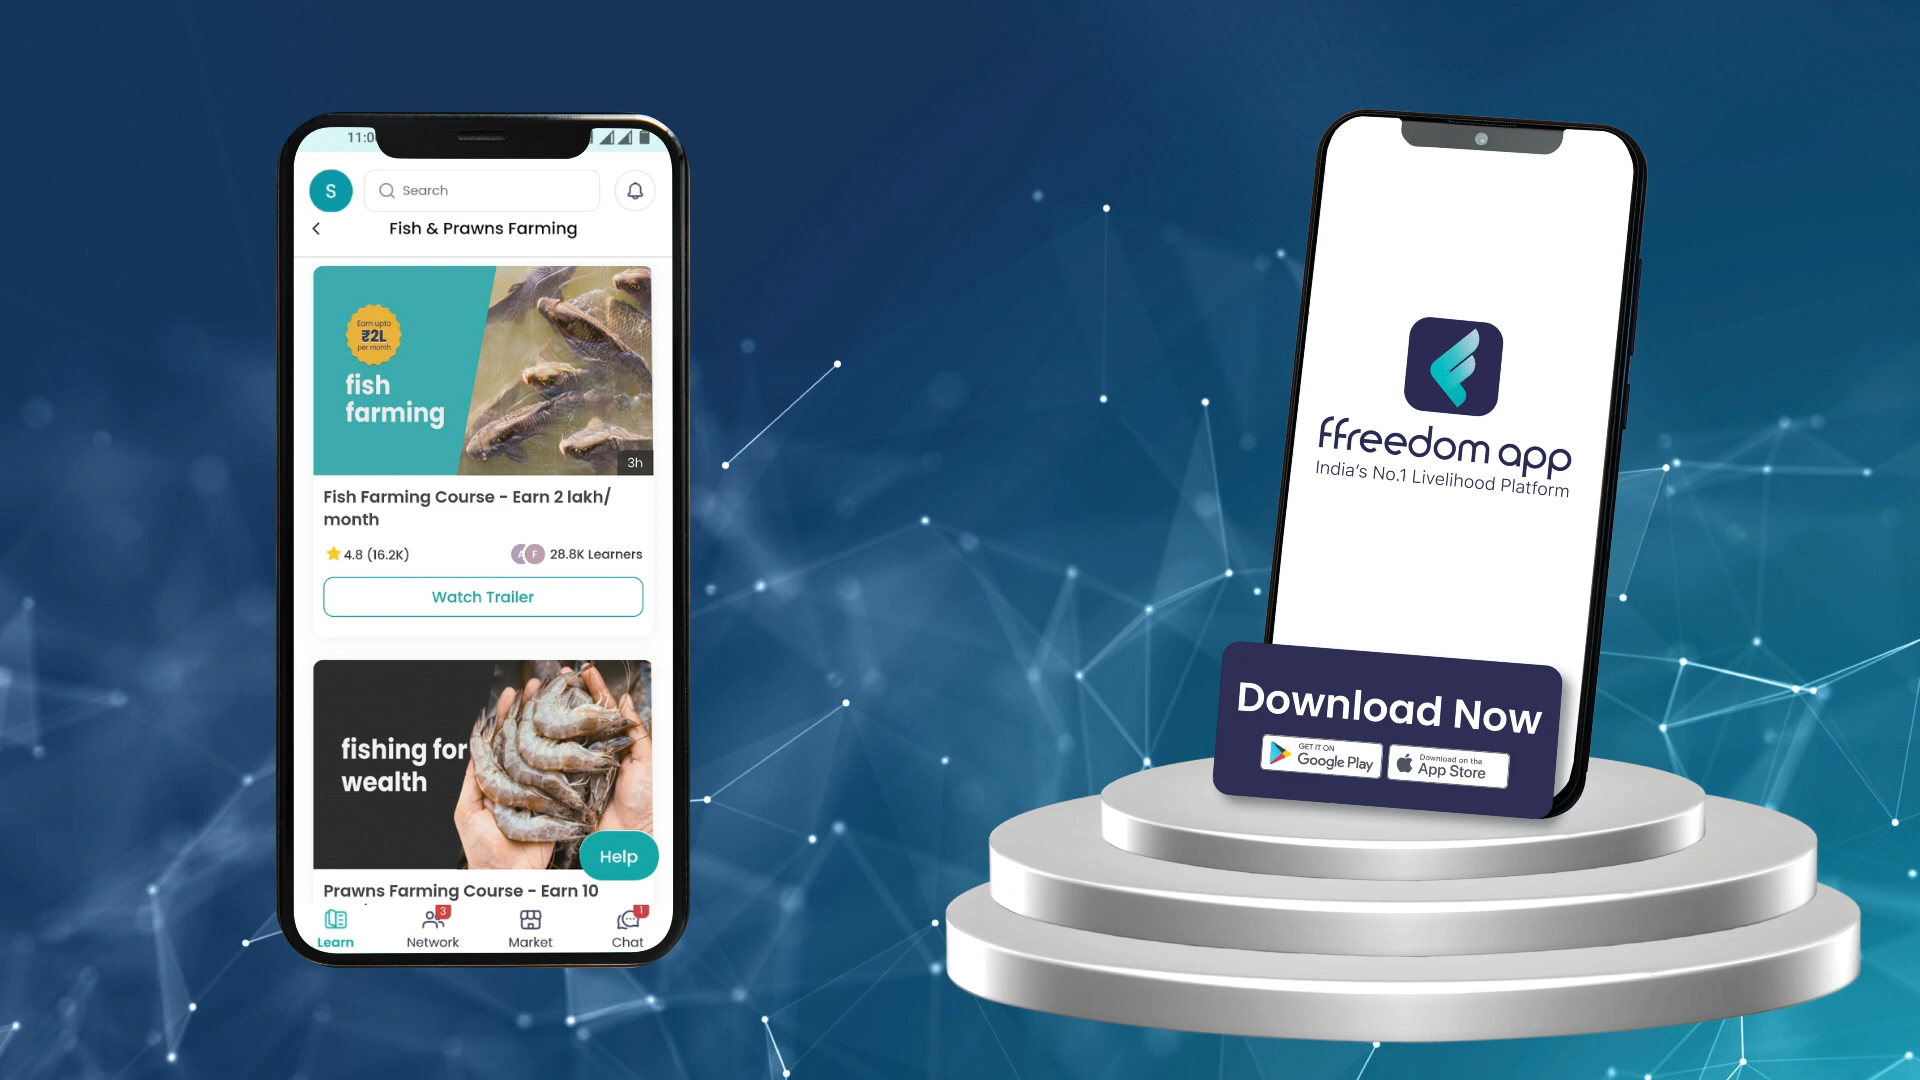 11:0
S
Search
Fish & Prawns Farming
Earn upto
₹2L
per month
fish
farming
3h
Fish Farming Course - Earn 2 lakh/
month
4.8 (16.2K)
A F 28.8K Learners
Watch Trailer
fishing for
wealth
Help
Prawns Farming Course - Earn 10
3
1
Learn
Network
Market
Chat
ffreedom app
India's No.1 Livelihood Platform
Download Now
GET IT ON
Google Play
Download on the
App Store